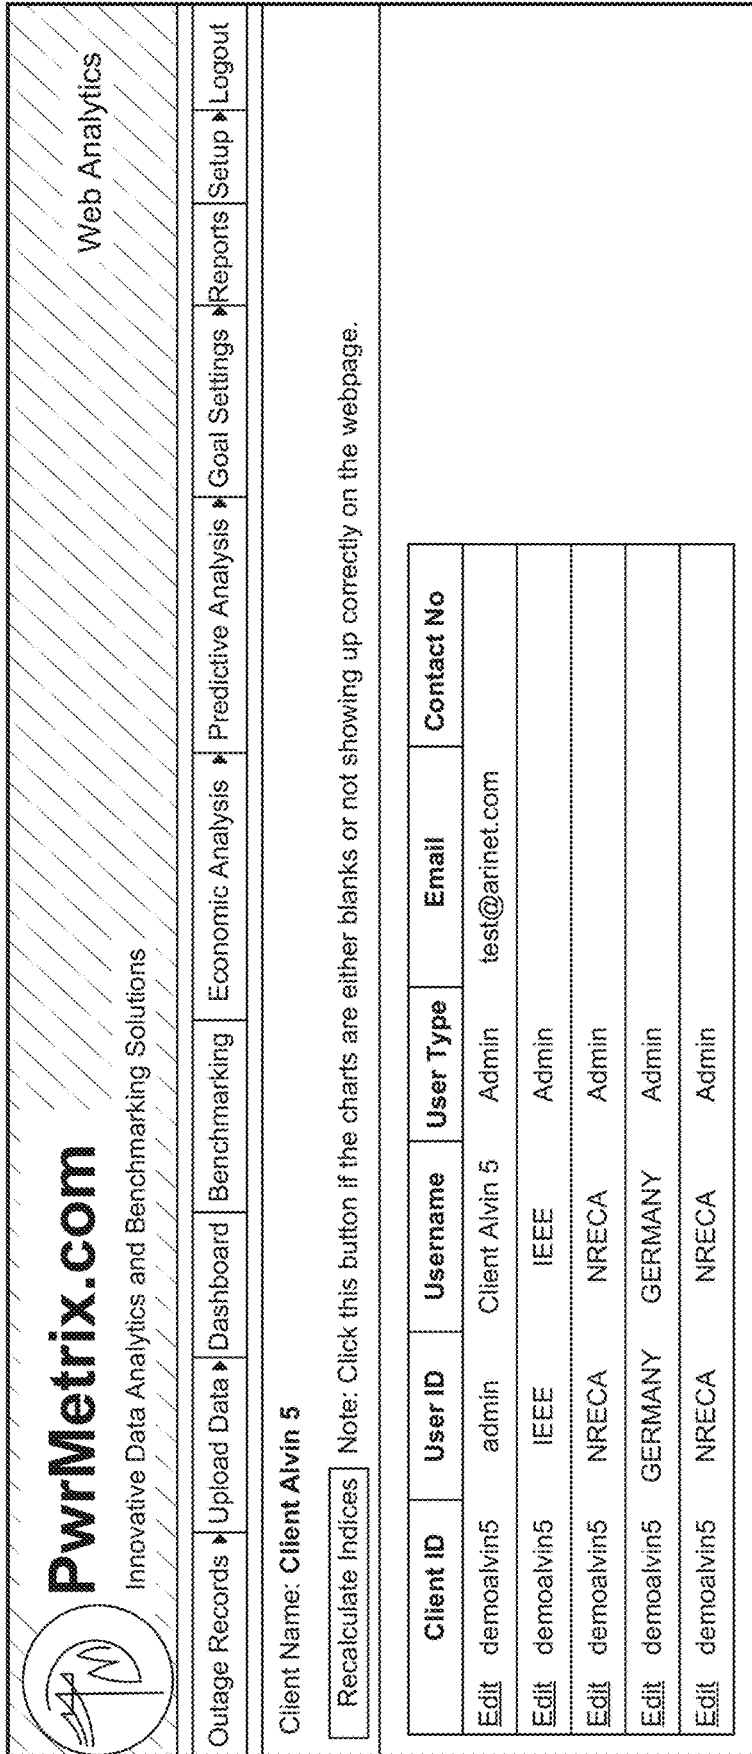 PwrMetrix.com
Innovative Data Analytics and Benchmarking Solutions
Web Analytics
Outage Records Upload Data Dashboard Benchmarking Economic Analysis Predictive Analysis Goal Settings Reports Setup Logout
Client Name: Client Alvin 5
Recalculate Indices Note: Click this button if the charts are either blanks or not showing up correctly on the webpage.
Client ID User ID Username User Type Email Contact No
Edit demoalvin5 admin Client Alvin 5 Admin test@arinet.com
Edit demoalvin5 IEEE IEEE Admin
Edit demoalvin5 NRECA NRECA Admin
Edit demoalvin5 GERMANY GERMANY Admin
Edit demoalvin5 NRECA NRECA Admin